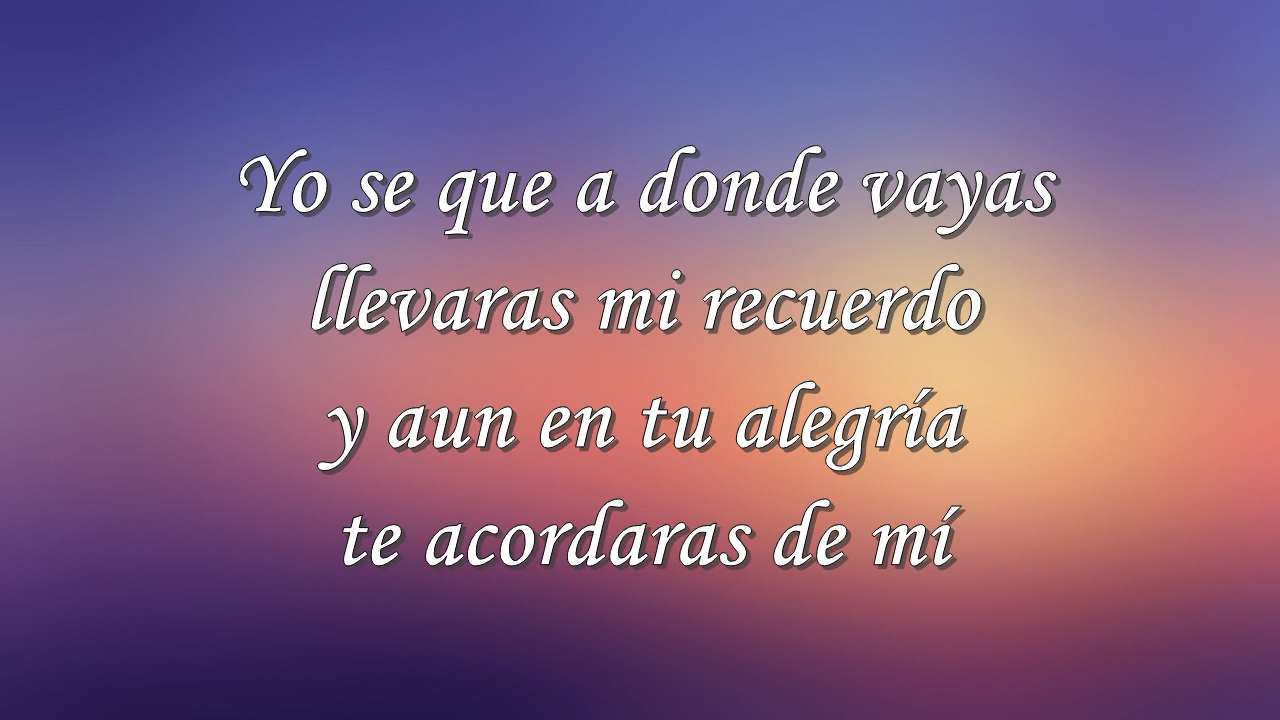 Yo se que a donde vayas
llevaras mi recuerdo
y aun en tu alegría
te acordaras de mí